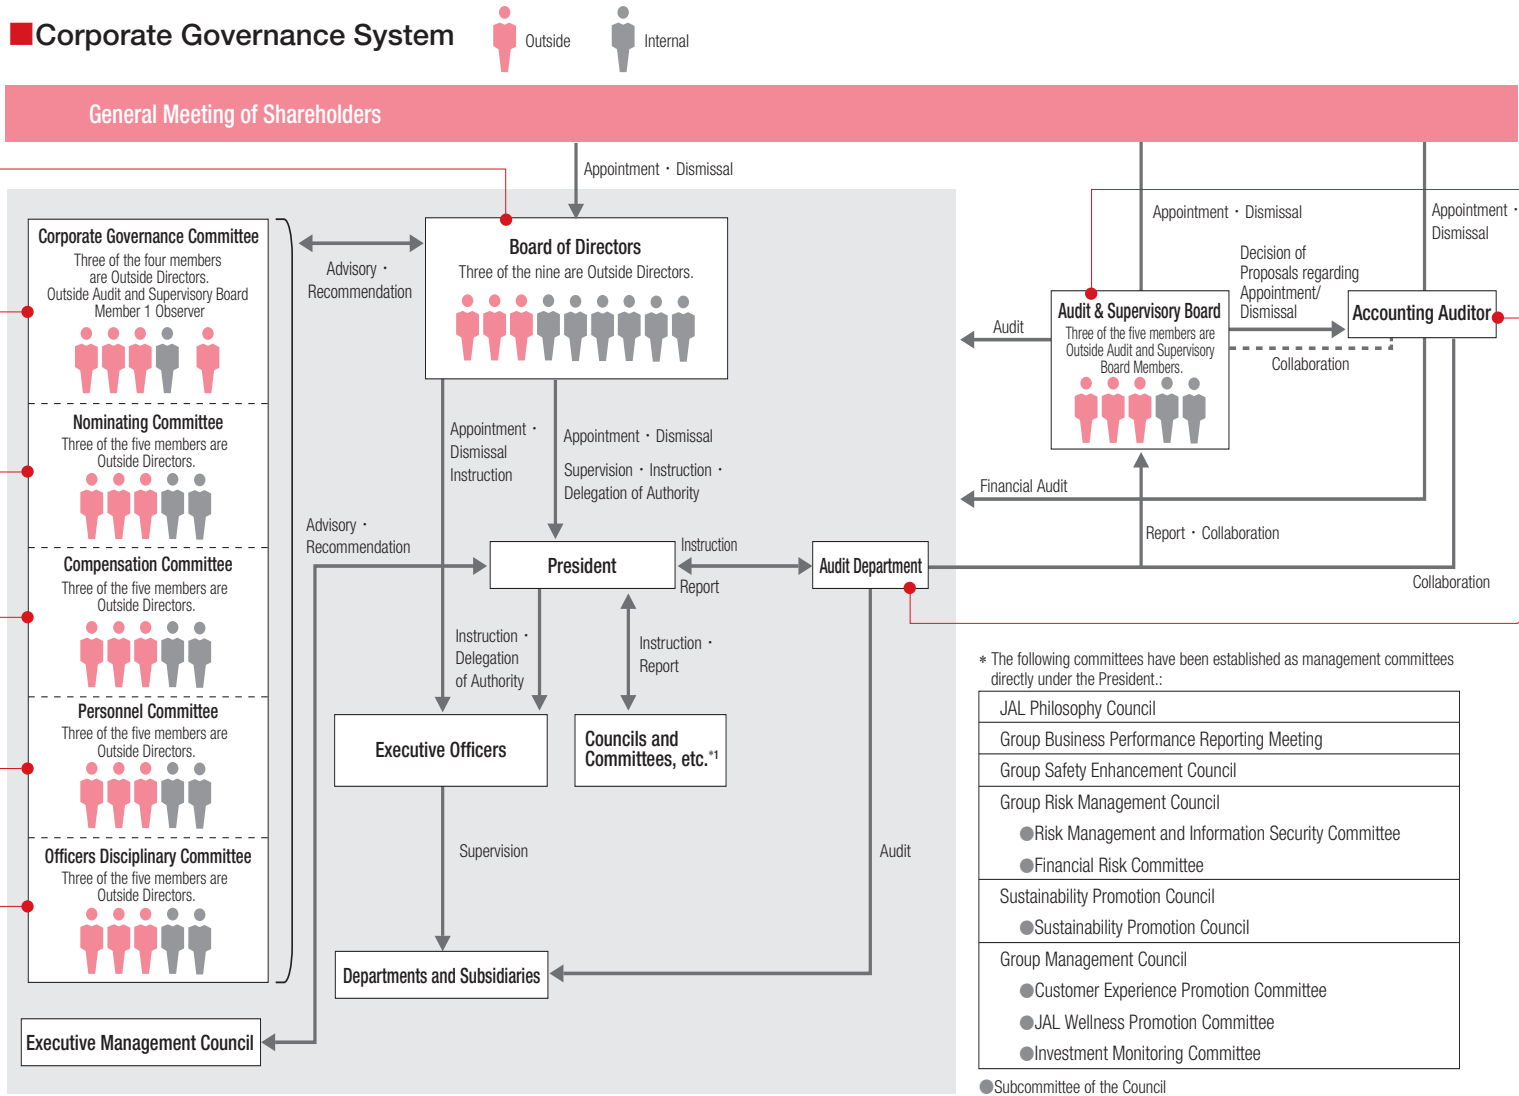 Corporate Governance System
Outside
Internal
General Meeting of Shareholders
Appointment・Dismissal
Corporate Governance Committee
Three of the four members
are Outside Directors.
Outside Audit and Supervisory Board
Member 1 Observer
Nominating Committee
Three of the five members are
Outside Directors.
Compensation Committee
Three of the five members are
Outside Directors.
Personnel Committee
Three of the five members are
Outside Directors.
Officers Disciplinary Committee
Three of the five members are
Outside Directors.
Executive Management Council
Advisory・
Recommendation
Board of Directors
Three of the nine are Outside Directors.
Appointment・
Dismissal
Instruction
Appointment・Dismissal
Supervision・Instruction・
Delegation of Authority
Advisory・
Recommendation
President
Instruction
Report
Audit Department
Instruction・
Delegation
of Authority
Instruction・
Report
Executive Officers
Councils and
Committees, etc.*1
Supervision
Audit
Departments and Subsidiaries
Appointment・Dismissal
Appointment・
Dismissal
Decision of
Proposals regarding
Appointment/
Dismissal
Audit
Audit & Supervisory Board
Three of the five members are
Outside Audit and Supervisory
Board Members.
Accounting Auditor
Collaboration
Financial Audit
Report・Collaboration
Collaboration
* The following committees have been established as management committees
directly under the President.:
JAL Philosophy Council
Group Business Performance Reporting Meeting
Group Safety Enhancement Council
Group Risk Management Council
●Risk Management and Information Security Committee
●Financial Risk Committee
Sustainability Promotion Council
●Sustainability Promotion Council
Group Management Council
●Customer Experience Promotion Committee
●JAL Wellness Promotion Committee
●Investment Monitoring Committee
●Subcommittee of the Council